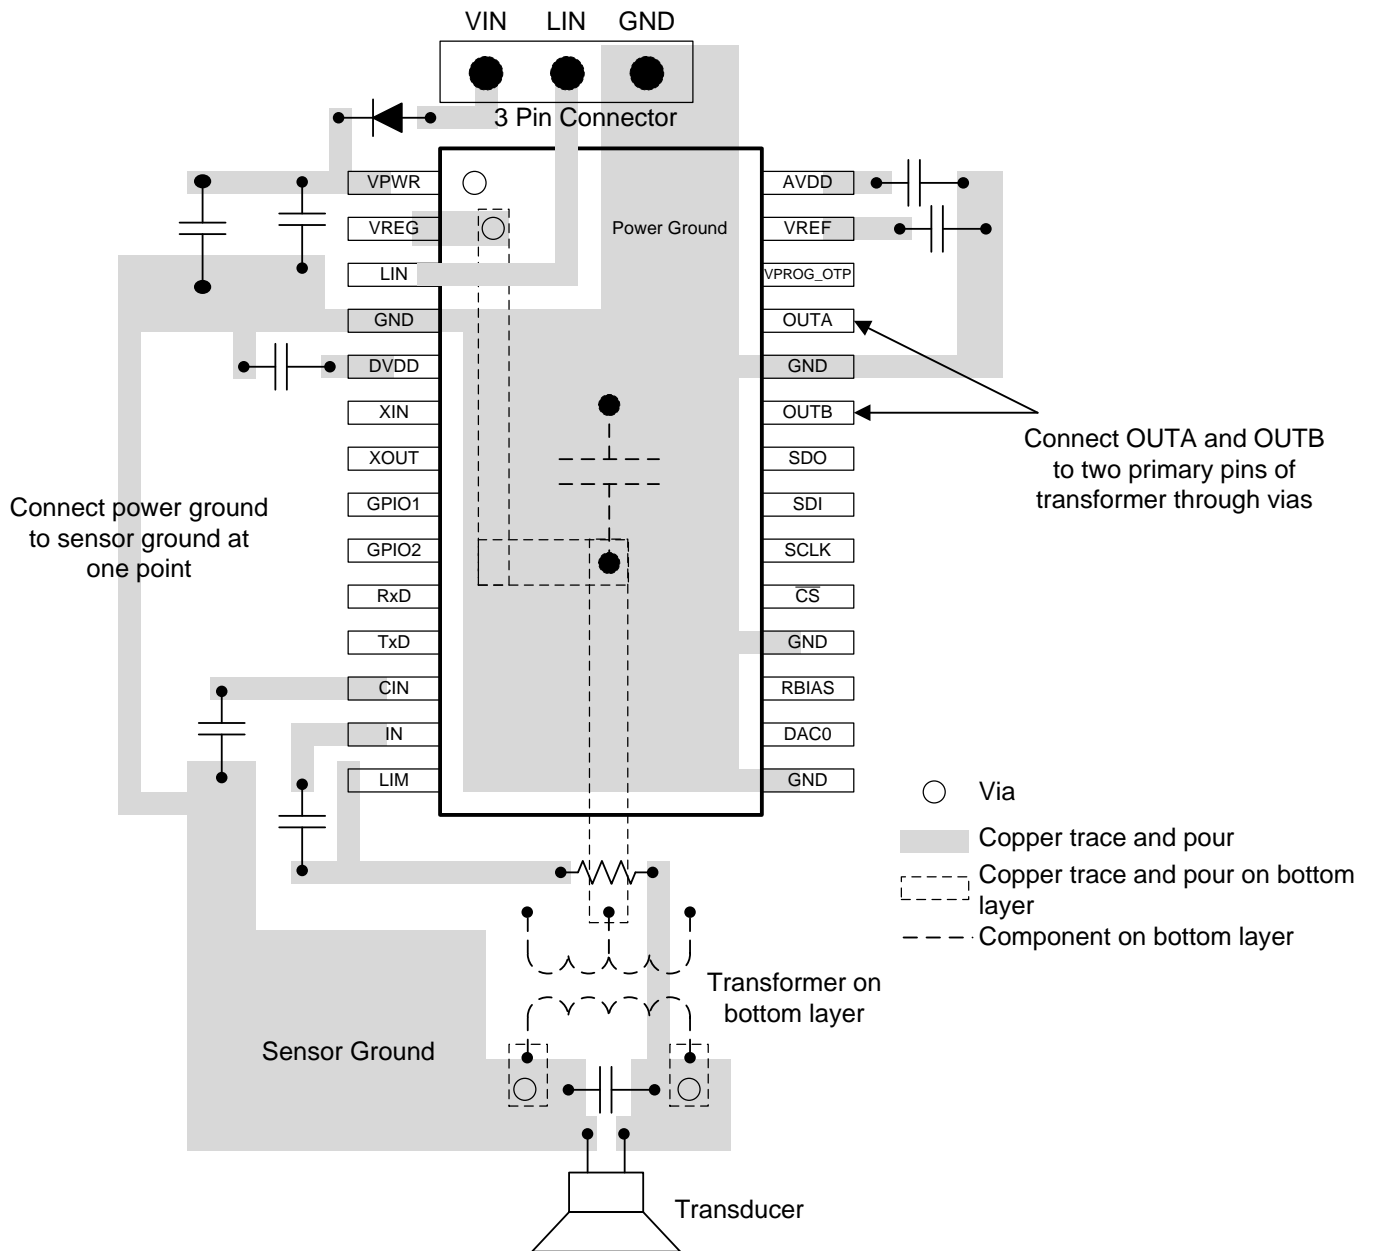 VIN LIN GND
3 Pin Connector
VPWR
VREG
LIN
GND
DVDD
XIN
XOUT
GPIO1
GPIO2
RxD
TxD
CIN
IN
LIM
Power Ground
AVDD
VREF
VPROG_OTP
OUTA
GND
OUTB
SDO
SDI
SCLK
C̅S̅
GND
RBIAS
DAC0
GND
Connect OUTA and OUTB
to two primary pins of
transformer through vias
Connect power ground
to sensor ground at
one point
Via
Copper trace and pour
Copper trace and pour on bottom
layer
Component on bottom layer
Transformer on
bottom layer
Sensor Ground
Transducer